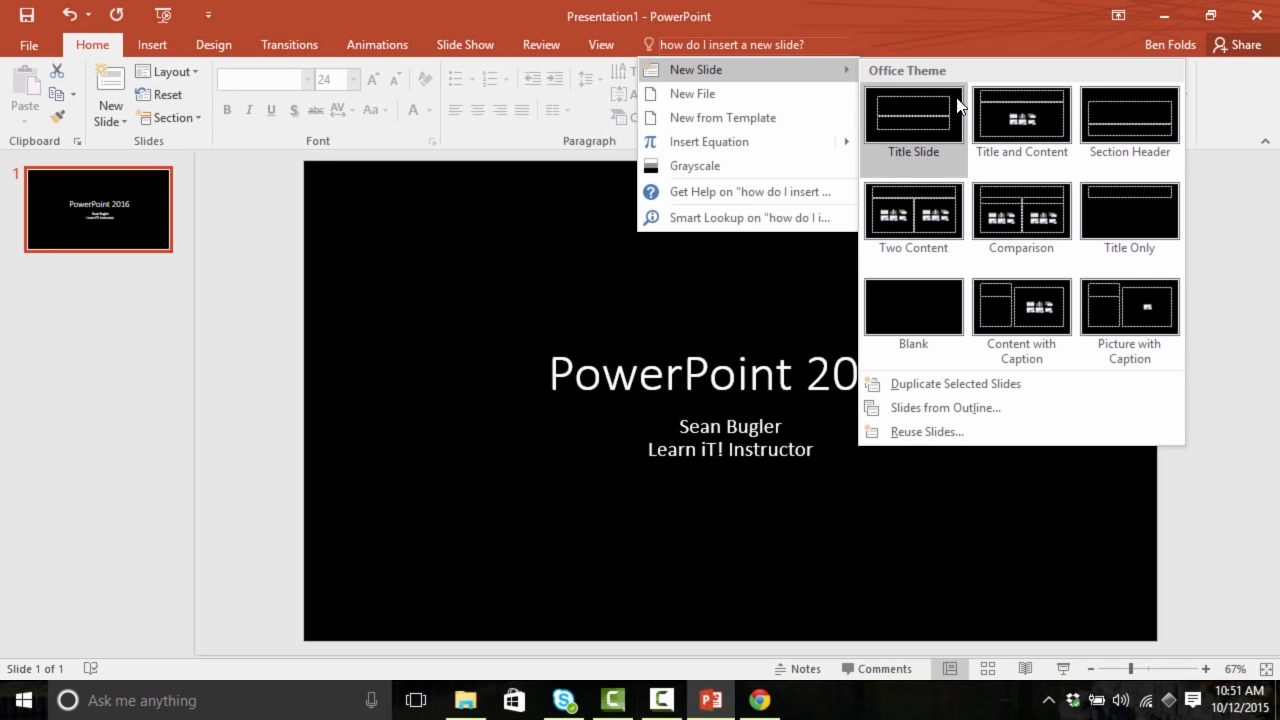 Presentation1 - PowerPoint
File Home Insert Design Transitions Animations Slide Show Review View how do I insert a new slide? Ben Folds Share
Paste
Layout
Reset
Section
New
Slide
24
B I U S abc AV Aa A
Clipboard Slides Font Paragraph
New Slide
New File
New from Template
Insert Equation
Grayscale
Get Help on "how do I insert ...
Smart Lookup on "how do I i...
Office Theme
Title Slide Title and Content Section Header
Two Content Comparison Title Only
Blank Content with Caption Picture with Caption
Duplicate Selected Slides
Slides from Outline...
Reuse Slides...
1
PowerPoint 2016
Sean Bugler
Learn iT! Instructor
PowerPoint 20
Sean Bugler
Learn iT! Instructor
Slide 1 of 1 Notes Comments 67%
Ask me anything
10:51 AM
10/12/2015